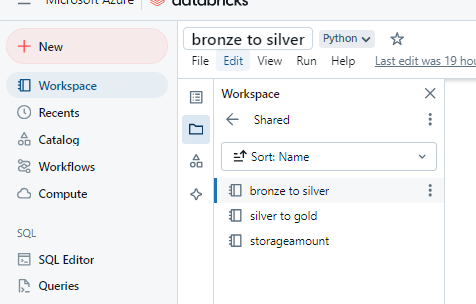 Microsoft Azure
databricks
New
Workspace
Recents
Catalog
Workflows
Compute
SQL
SQL Editor
Queries
bronze to silver
Python
File Edit View Run Help Last edit was 19 hou
Workspace
Shared
Sort: Name
bronze to silver
silver to gold
storageamount